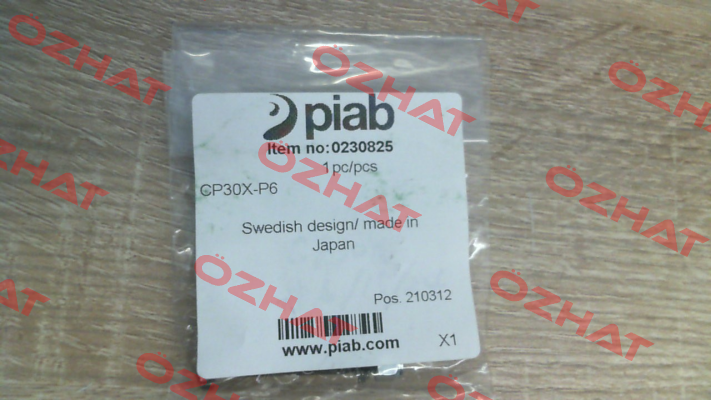 piab
Item no:0230825
1 pc/pcs
CP30X-P6
Swedish design/ made in
Japan
Pos. 210312
www.piab.com
X1
ÖZHAT
ÖZHAT
ÖZHAT
ÖZHAT
ÖZHAT
ÖZHAT
ÖZHAT
ÖZHAT
ÖZHAT
ÖZHAT